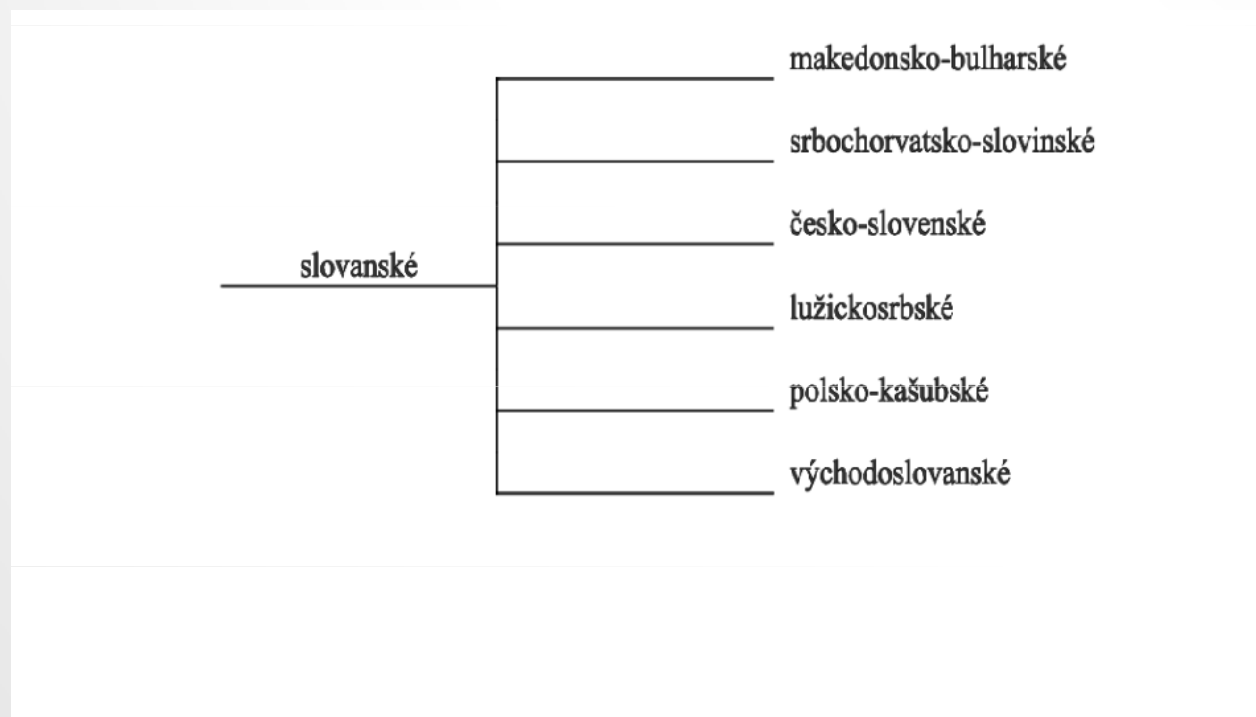 makedonsko-bulharské
srbochorvatsko-slovinské
česko-slovenské
slovanské
lužickosrbské
polsko-kašubské
východoslovanské